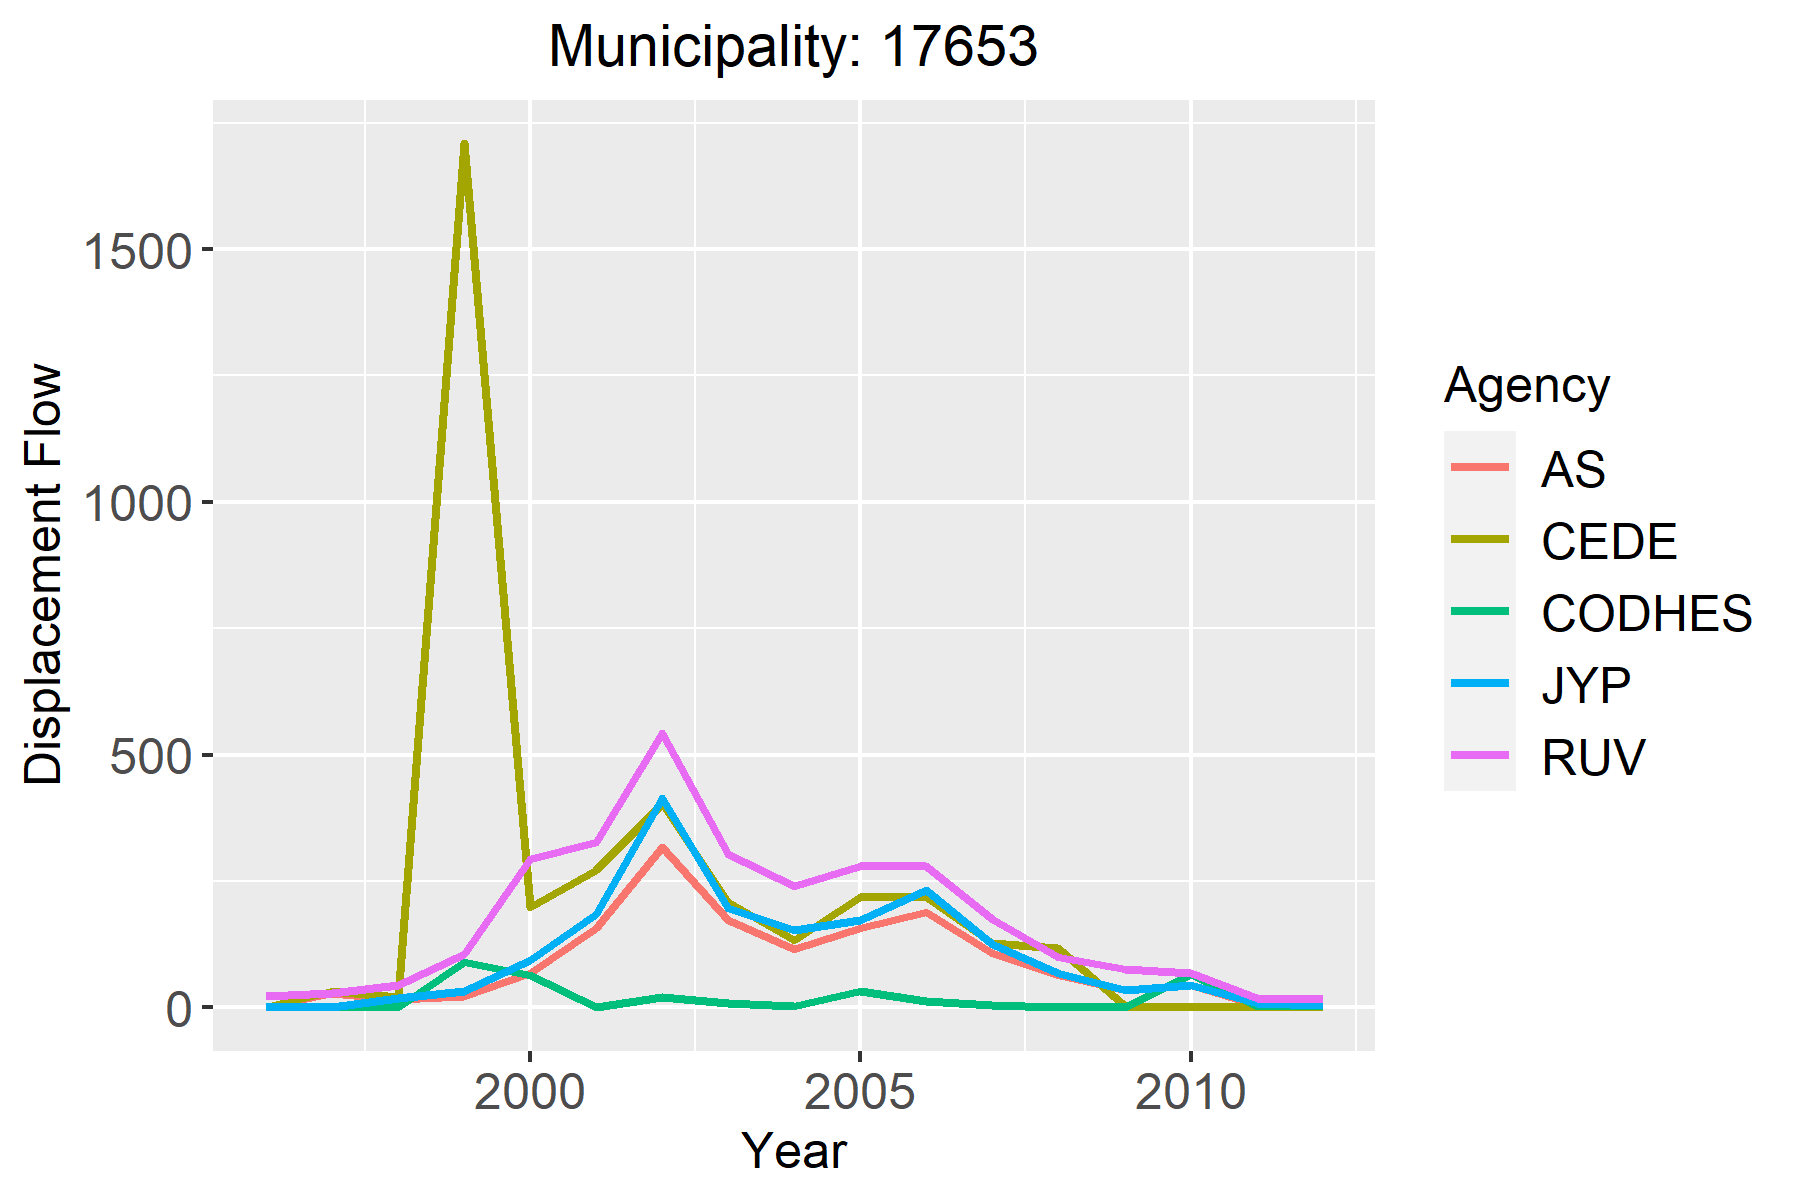 Municipality: 17653
Displacement Flow
1500
1000
500
0
2000 2005 2010
Year
Agency
AS
CEDE
CODHES
JYP
RUV